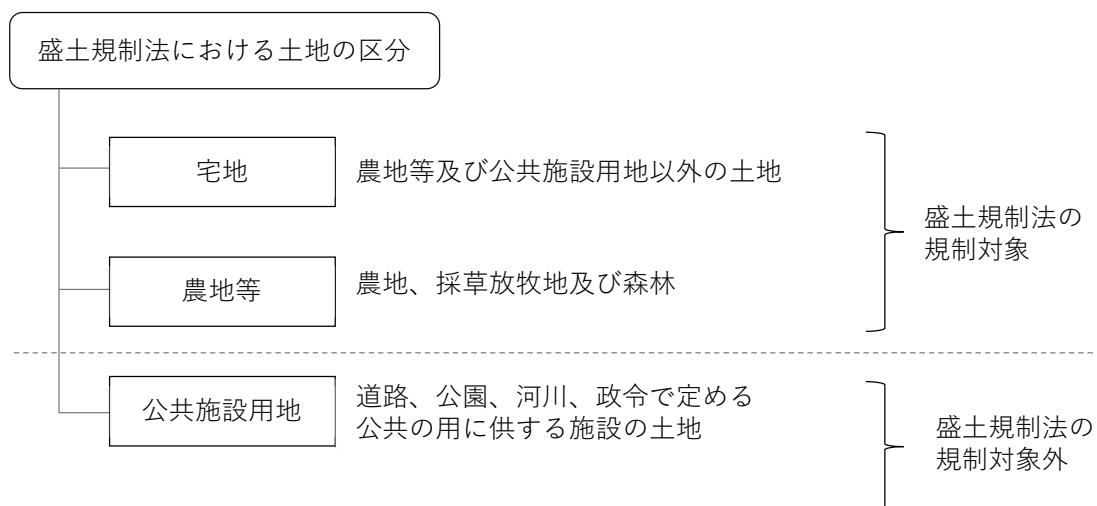 盛土規制法における土地の区分
宅地
農地等及び公共施設用地以外の土地
盛土規制法の
規制対象
農地等
農地、採草放牧地及び森林
公共施設用地
道路、公園、河川、政令で定める
公共の用に供する施設の土地
盛土規制法の
規制対象外